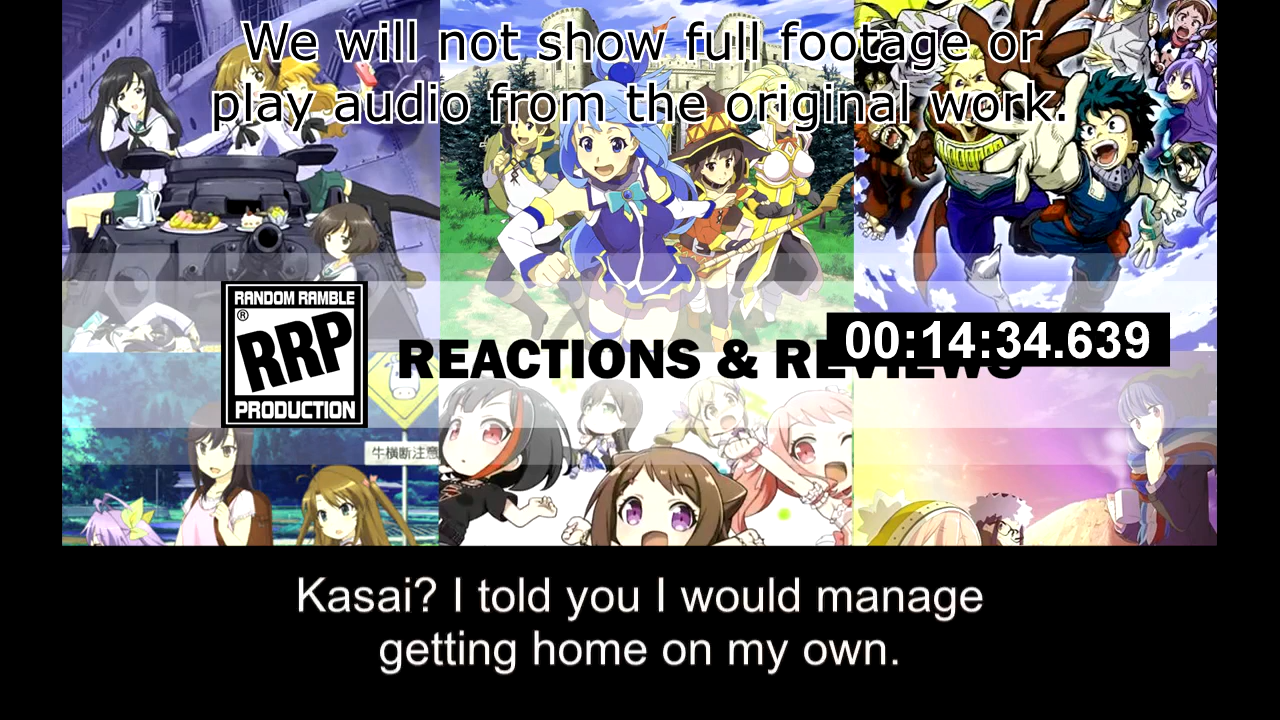 We will not show full footage or
play audio from the original work.
RANDOM RAMBLE
®
RRP
PRODUCTION
REACTIONS & REVIEWS
00:14:34.639
牛横断注意
Kasai? I told you I would manage
getting home on my own.